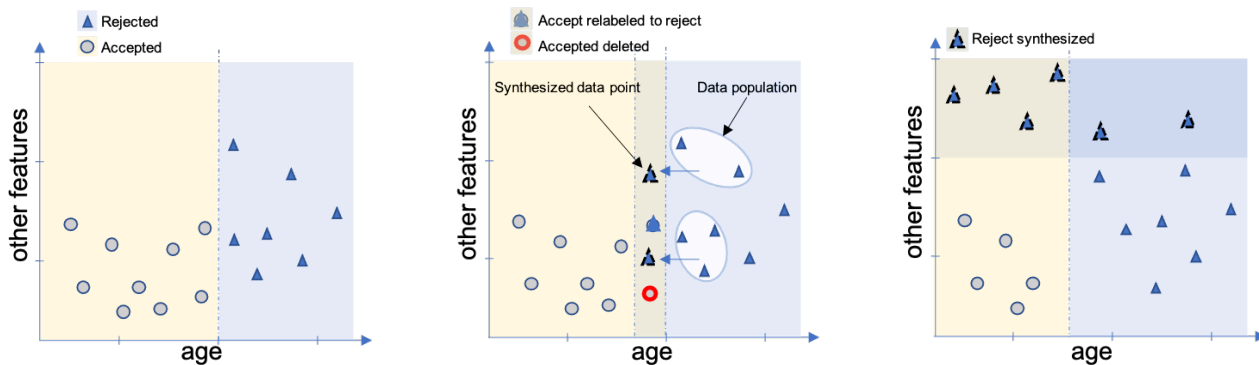 Rejected
Accepted
other features
age
Accept relabeled to reject
Accepted deleted
Synthesized data point
Data population
other features
age
Reject synthesized
other features
age